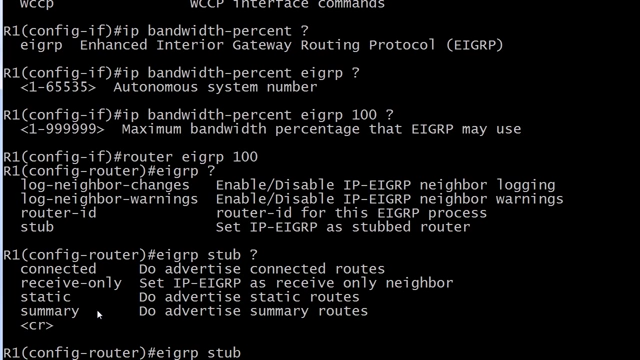 wccp WCCP interface commands
R1(config-if)#ip bandwidth-percent ?
eigrp Enhanced Interior Gateway Routing Protocol (EIGRP)
R1(config-if)#ip bandwidth-percent eigrp ?
<1-65535> Autonomous system number
R1(config-if)#ip bandwidth-percent eigrp 100 ?
<1-999999> Maximum bandwidth percentage that EIGRP may use
R1(config-if)#router eigrp 100
R1(config-router)#eigrp ?
log-neighbor-changes Enable/Disable IP-EIGRP neighbor logging
log-neighbor-warnings Enable/Disable IP-EIGRP neighbor warnings
router-id router-id for this EIGRP process
stub Set IP-EIGRP as stubbed router
R1(config-router)#eigrp stub ?
connected Do advertise connected routes
receive-only Set IP-EIGRP as receive only neighbor
static Do advertise static routes
summary Do advertise summary routes
<cr>
R1(config-router)#eigrp stub